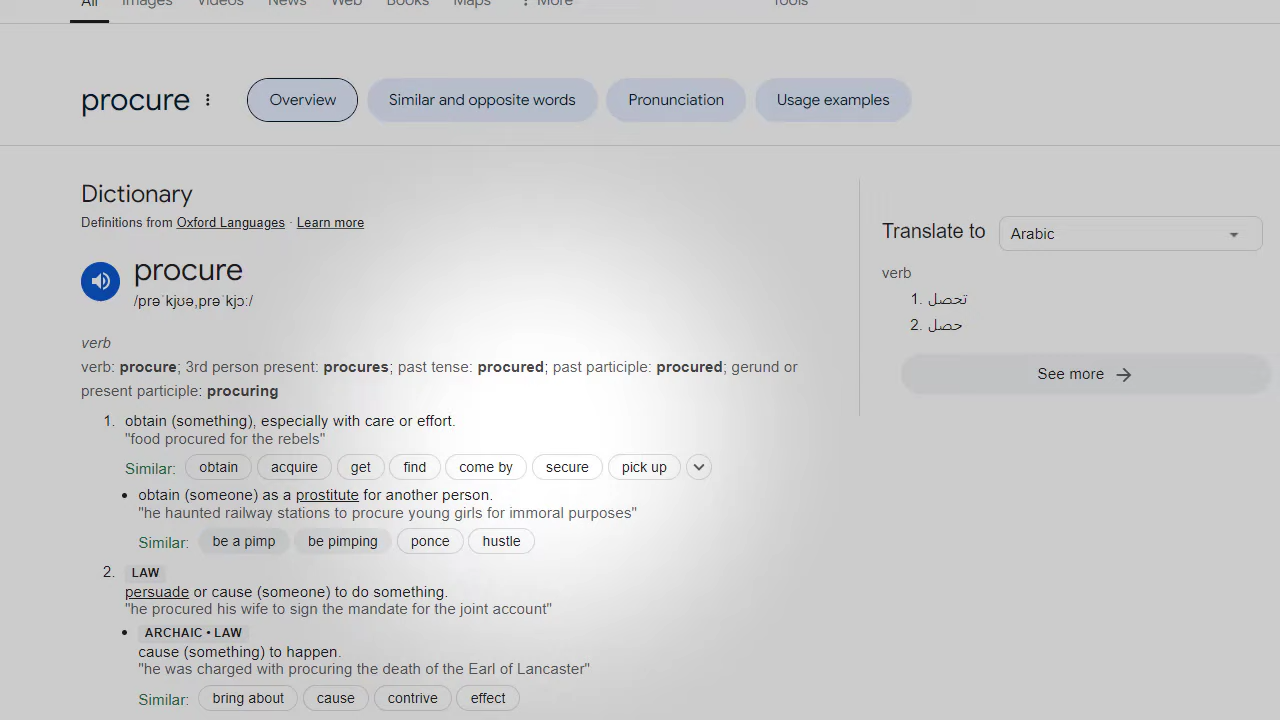 All Images Videos News Web Books Maps More Tools
procure Overview Similar and opposite words Pronunciation Usage examples
Dictionary
Definitions from Oxford Languages · Learn more
procure
/prəˈkjʊə,prəˈkjɔː/
verb
verb: procure; 3rd person present: procures; past tense: procured; past participle: procured; gerund or
present participle: procuring
1. obtain (something), especially with care or effort.
"food procured for the rebels"
Similar: obtain acquire get find come by secure pick up
• obtain (someone) as a prostitute for another person.
"he haunted railway stations to procure young girls for immoral purposes"
Similar: be a pimp be pimping ponce hustle
2. LAW
persuade or cause (someone) to do something.
"he procured his wife to sign the mandate for the joint account"
• ARCHAIC • LAW
cause (something) to happen.
"he was charged with procuring the death of the Earl of Lancaster"
Similar: bring about cause contrive effect
Translate to Arabic
verb
1. تحصل
2. حصل
See more →